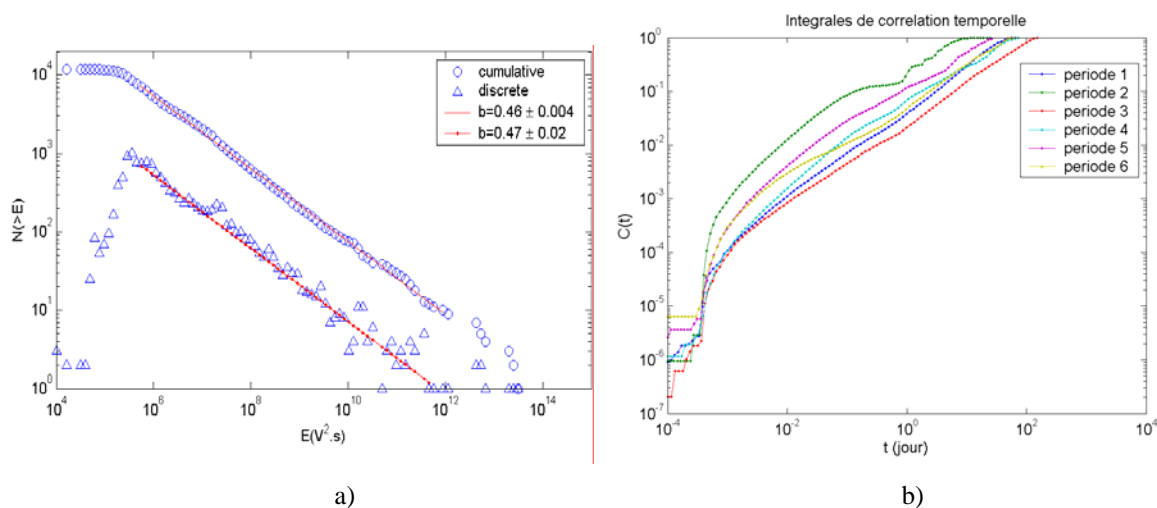 Integrales de correlation temporelle
10^4
10^3
10^2
10^1
10^0
N(>E)
10^4
10^6
10^8
10^10
10^12
10^14
E(V^2.s)
cumulative
discrete
b=0.46 ± 0.004
b=0.47 ± 0.02
a)
10^0
10^-1
10^-2
10^-3
10^-4
10^-5
10^-6
10^-7
C(t)
10^-4
10^-2
10^0
10^2
10^4
t (jour)
periode 1
periode 2
periode 3
periode 4
periode 5
periode 6
b)